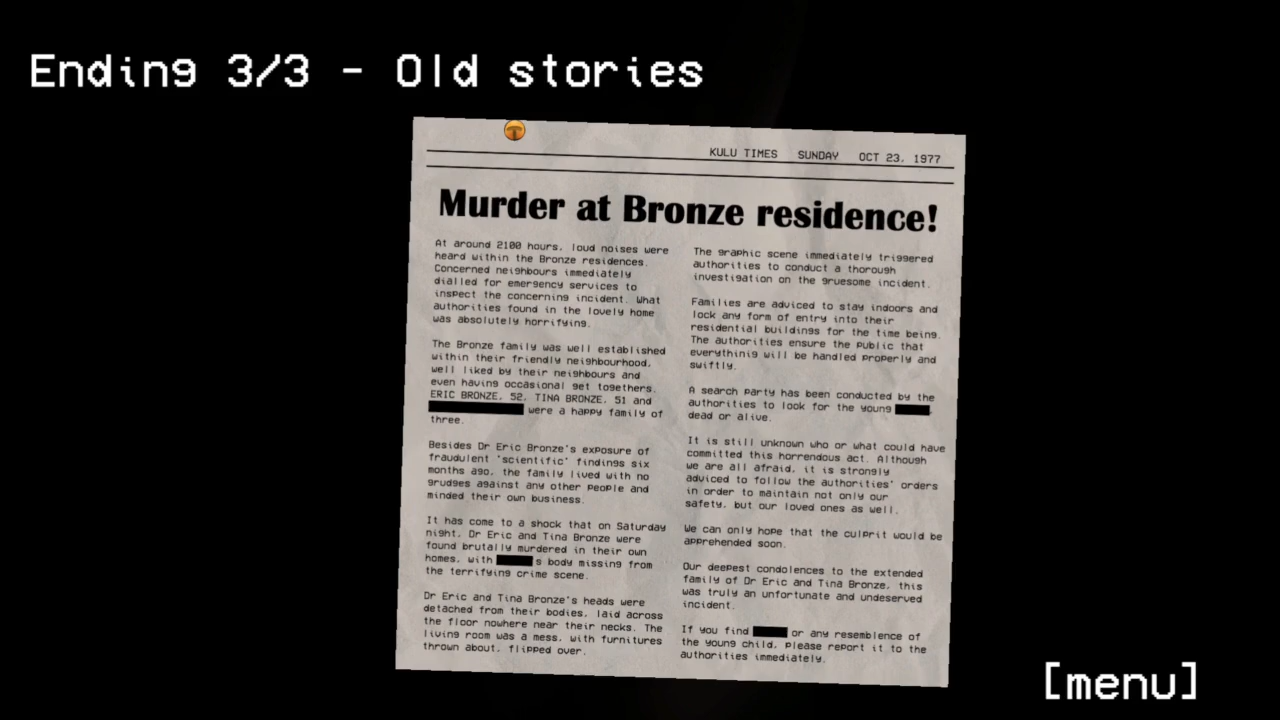 Ending 3/3 - Old stories
KULU TIMES SUNDAY OCT 23, 1977
Murder at Bronze residence!
At around 2100 hours, loud noises were
heard within the Bronze residences.
Concerned neighbours immediately
dialled for emergency services to
inspect the concerning incident. What
authorities found in the lovely home
was absolutely horrifying.
The Bronze family was well established
within their friendly neighbourhood,
well liked by their neighbours and
even having occasional get togethers.
ERIC BRONZE, 52, TINA BRONZE, 51 and
were a happy family of
three.
Besides Dr Eric Bronze's exposure of
fraudulent 'scientific' findings six
months ago, the family lived with no
grudges against any other people and
minded their own business.
It has come to a shock that on Saturday
night, Dr Eric and Tina Bronze were
found brutally murdered in their own
homes, with s body missing from
the terrifying crime scene.
Dr Eric and Tina Bronze's heads were
detached from their bodies, laid across
the floor nowhere near their necks. The
living room was a mess, with furnitures
thrown about, flipped over.
The graphic scene immediately triggered
authorities to conduct a thorough
investigation on the gruesome incident.
Families are adviced to stay indoors and
lock any form of entry into their
residential buildings for the time being.
The authorities ensure the public that
everythinig will be handled properly and
swiftly.
A search party has been conducted by the
authorities to look for the young ,
dead or alive.
It is still unknown who or what could have
committed this horrendous act. Although
we are all afraid, it is strongly
adviced to follow the authorities' orders
in order to maintain not only our
safety, but our loved ones as well.
We can only hope that the culprit would be
apprehended soon.
Our deepest condolences to the extended
family of Dr Eric and Tina Bronze, this
was truly an unfortunate and undeserved
incident.
If you find or any resemblence of
the young child, please report it to the
authorities immediately.
[menu]